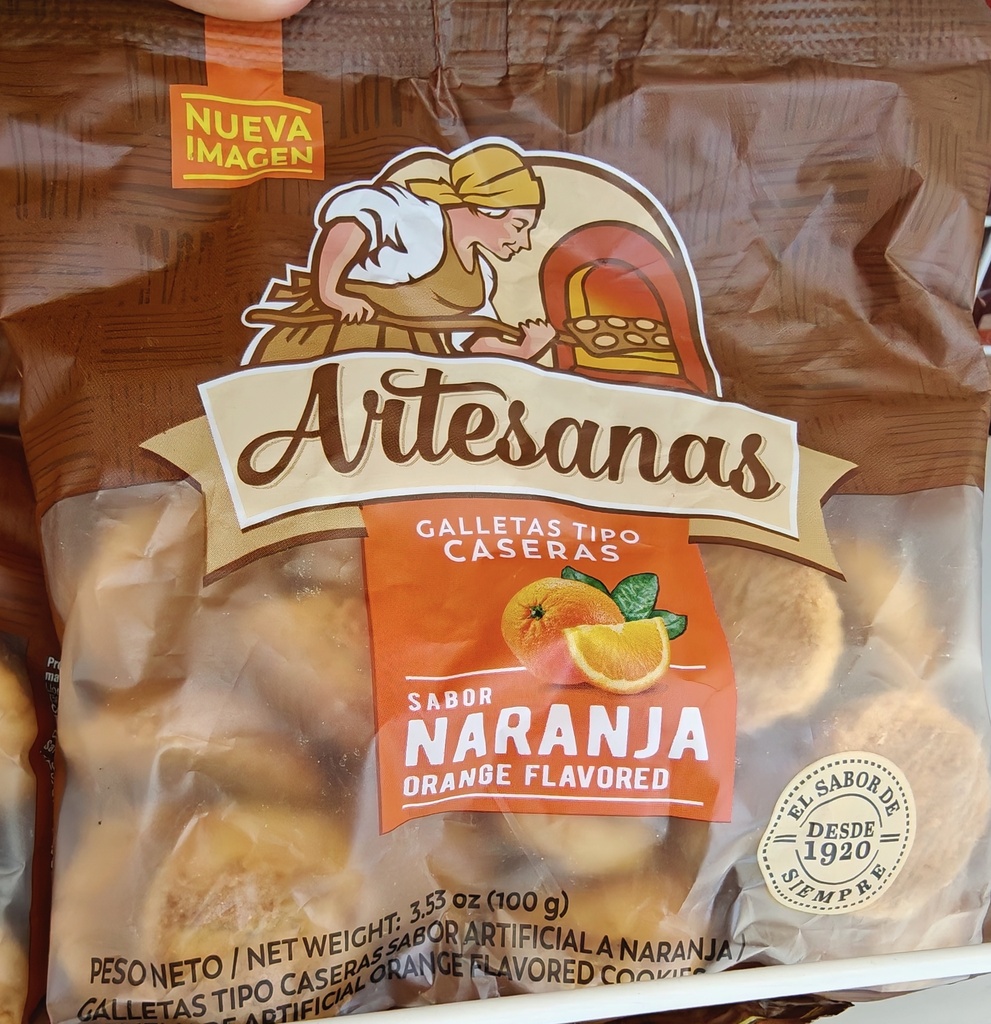 NUEVA
IMAGEN
Artesanas
GALLETAS TIPO
CASERAS
SABOR
NARANJA
ORANGE FLAVORED
EL SABOR DE
DESDE
1920
SIEMPRE
PESO NETO / NET WEIGHT: 3.53 oz (100 g)
GALLETAS TIPO CASERAS SABOR ARTIFICIAL A NARANJA /
ARTIFICIAL ORANGE FLAVORED COOKIES